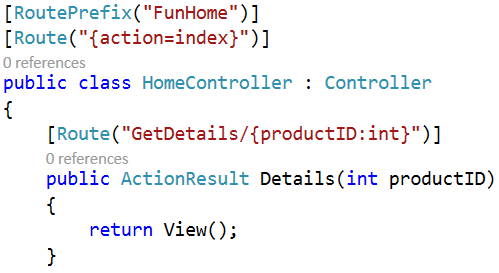 [RoutePrefix("FunHome")]
[Route("{action=index}")]
0 references
public class HomeController : Controller
{
[Route("GetDetails/{productID:int}")]
0 references
public ActionResult Details(int productID)
{
return View();
}